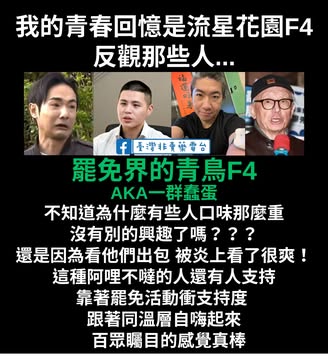 我的青春回憶是流星花園F4
反觀那些人...
臺灣非賣藥電台
罷免界的青鳥F4
AKA一群蠢蛋
不知道為什麼有些人口味那麼重
沒有別的興趣了嗎？？？
還是因為看他們出包 被炎上看了很爽！
這種阿哩不噠的人還有人支持
靠著罷免活動衝支持度
跟著同溫層自嗨起來
百眾矚目的感覺真棒